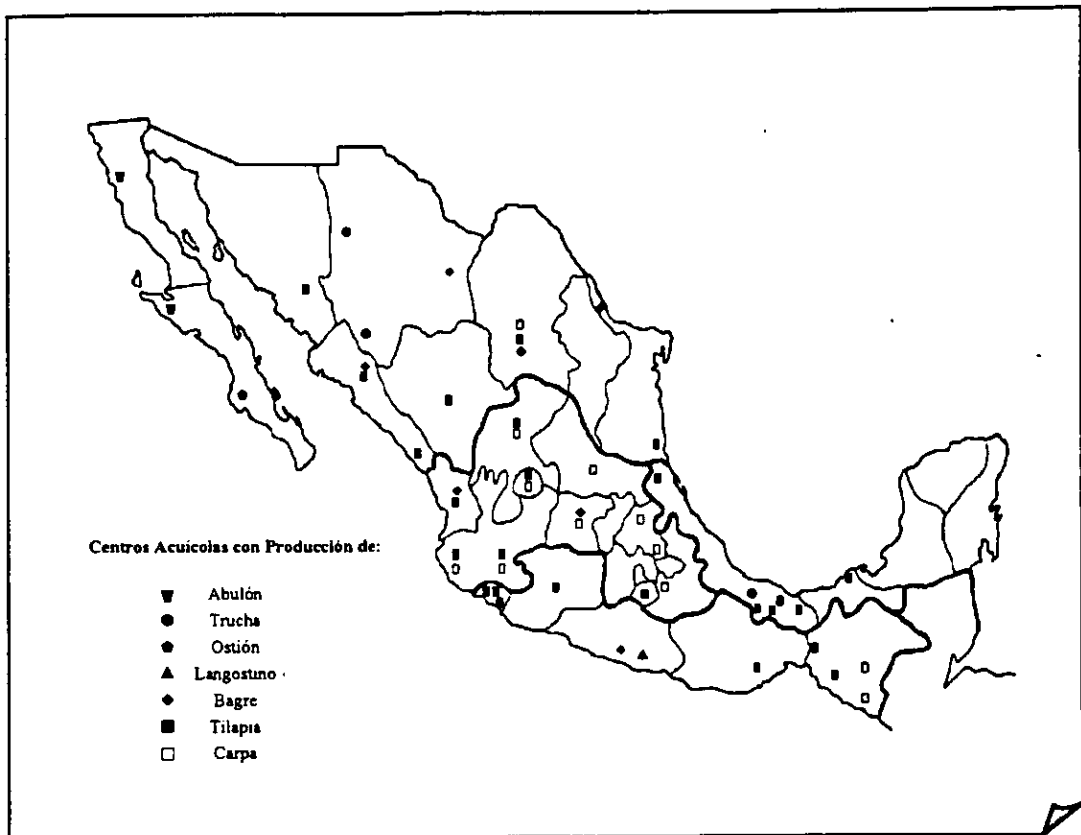 Centros Acuícolas con Producción de:
Abulón
Trucha
Ostión
Langostino
Bagre
Tilapia
Carpa